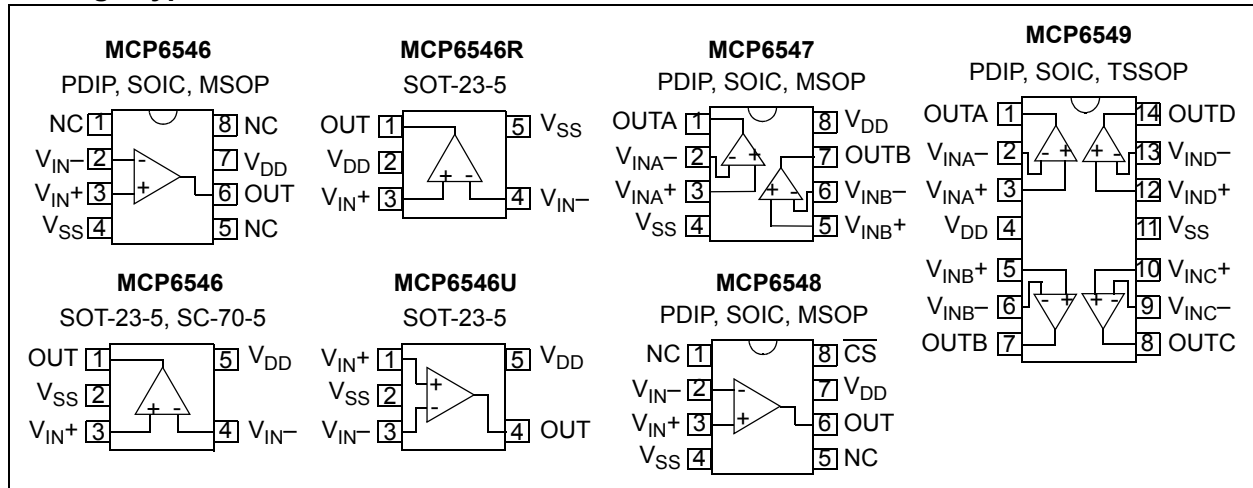 MCP6546
PDIP, SOIC, MSOP
NC 1 8 NC
VIN– 2 - 7 VDD
VIN+ 3 + 6 OUT
VSS 4 5 NC
MCP6546R
SOT-23-5
OUT 1 5 VSS
VDD 2
VIN+ 3 + - 4 VIN–
MCP6547
PDIP, SOIC, MSOP
OUTA 1 8 VDD
VINA– 2 - + 7 OUTB
VINA+ 3 + - 6 VINB–
VSS 4 5 VINB+
MCP6549
PDIP, SOIC, TSSOP
OUTA 1 14 OUTD
VINA– 2 - + + - 13 VIND–
VINA+ 3 12 VIND+
VDD 4 11 VSS
VINB+ 5 10 VINC+
VINB– 6 - + + - 9 VINC–
OUTB 7 8 OUTC
MCP6546
SOT-23-5, SC-70-5
OUT 1 5 VDD
VSS 2
VIN+ 3 + - 4 VIN–
MCP6546U
SOT-23-5
VIN+ 1 + 5 VDD
VSS 2
VIN– 3 - 4 OUT
MCP6548
PDIP, SOIC, MSOP
NC 1 8 C̅S̅
VIN– 2 - 7 VDD
VIN+ 3 + 6 OUT
VSS 4 5 NC